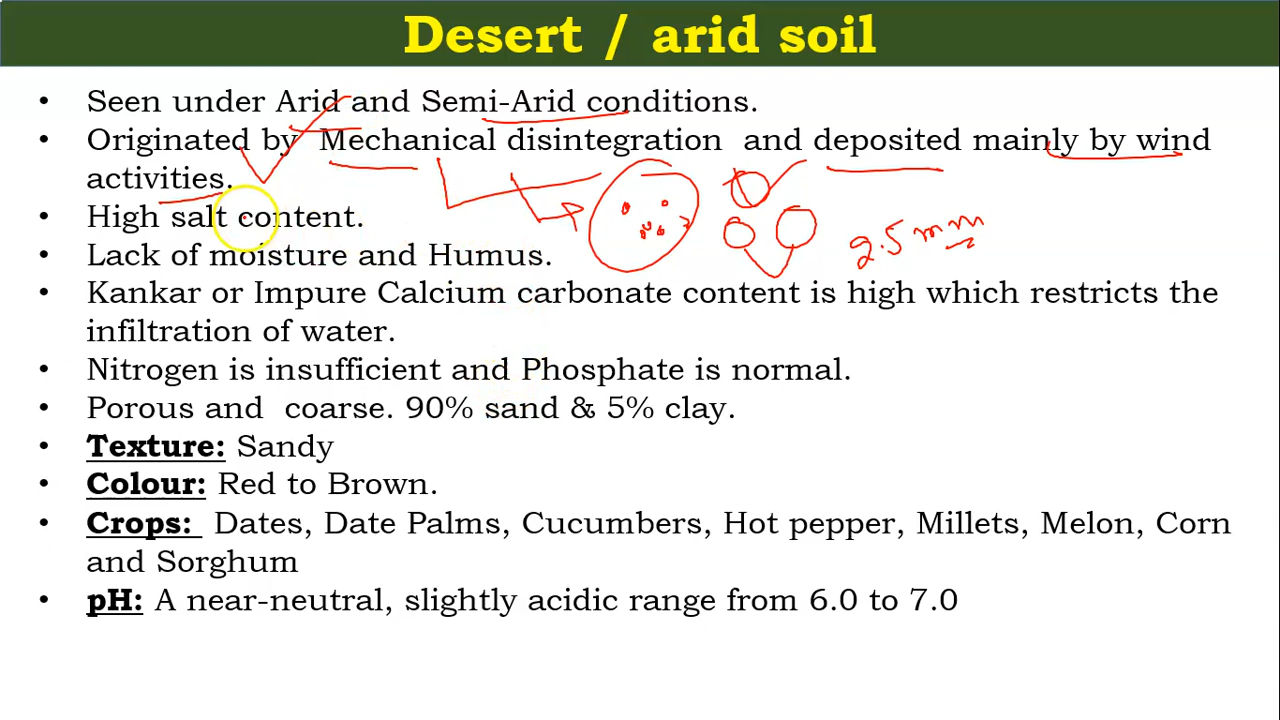 Desert / arid soil
• Seen under Arid and Semi-Arid conditions.
• Originated by Mechanical disintegration and deposited mainly by wind
activities.
• High salt content.
• Lack of moisture and Humus.
2.5 mm
• Kankar or Impure Calcium carbonate content is high which restricts the
infiltration of water.
• Nitrogen is insufficient and Phosphate is normal.
• Porous and coarse. 90% sand & 5% clay.
• Texture: Sandy
• Colour: Red to Brown.
• Crops: Dates, Date Palms, Cucumbers, Hot pepper, Millets, Melon, Corn
and Sorghum
• pH: A near-neutral, slightly acidic range from 6.0 to 7.0